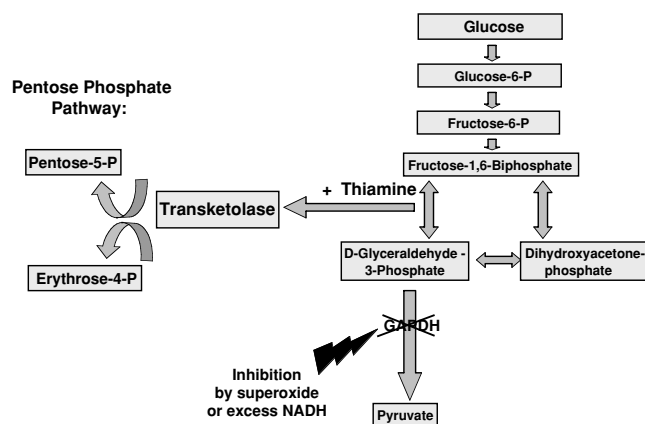 Glucose
Glucose-6-P
Fructose-6-P
Fructose-1,6-Biphosphate
Pentose Phosphate
Pathway:
Pentose-5-P
+ Thiamine
Transketolase
Erythrose-4-P
D-Glyceraldehyde -
3-Phosphate
Dihydroxyacetone-
phosphate
GAPDH
Inhibition
by superoxide
or excess NADH
Pyruvate